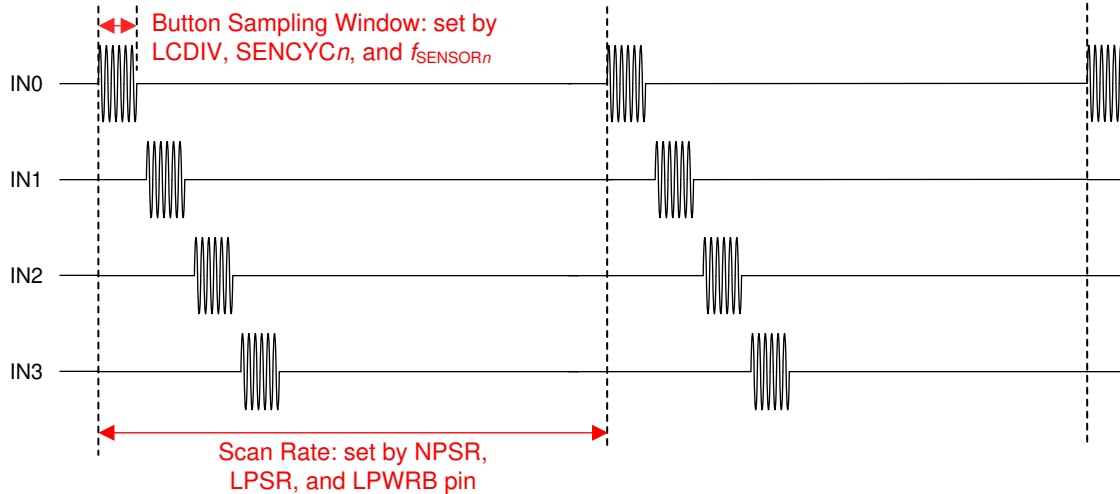 Button Sampling Window: set by
LCDIV, SENCYCn, and fSENSORn
IN0
IN1
IN2
IN3
Scan Rate: set by NPSR,
LPSR, and LPWRB pin